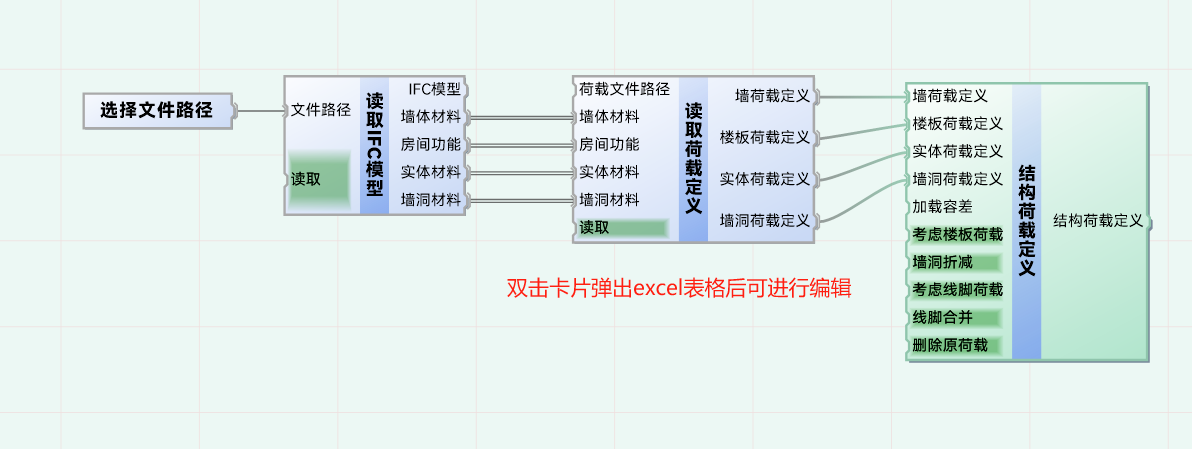 选择文件路径
文件路径
读取
读取IFC模型
IFC模型
墙体材料
房间功能
实体材料
墙洞材料
荷载文件路径
墙体材料
房间功能
实体材料
墙洞材料
读取
读取荷载定义
墙荷载定义
楼板荷载定义
实体荷载定义
墙洞荷载定义
墙荷载定义
楼板荷载定义
实体荷载定义
墙洞荷载定义
加载容差
考虑楼板荷载
墙洞折减
考虑线脚荷载
线脚合并
删除原荷载
结构荷载定义
结构荷载定义
双击卡片弹出excel表格后可进行编辑